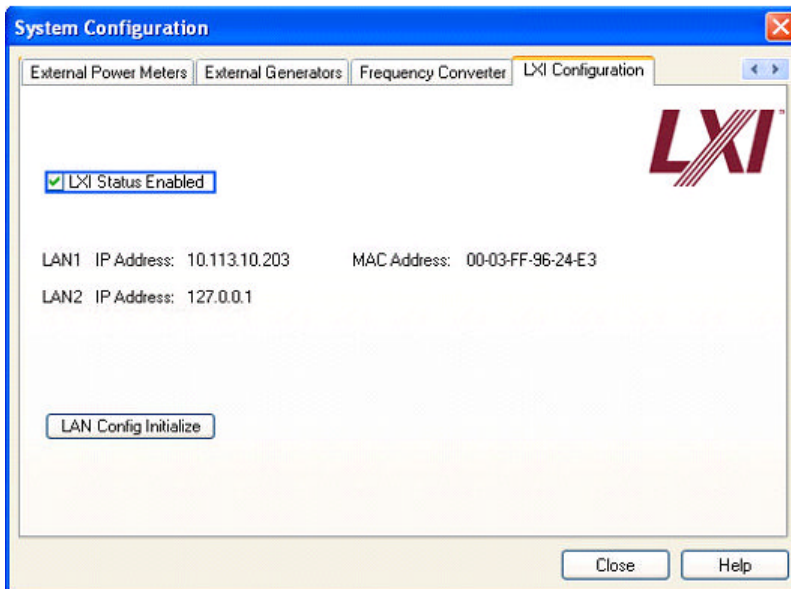 System Configuration
External Power Meters External Generators Frequency Converter LXI Configuration
LXI
LXI Status Enabled
LAN1 IP Address: 10.113.10.203 MAC Address: 00-03-FF-96-24-E3
LAN2 IP Address: 127.0.0.1
LAN Config Initialize
Close Help